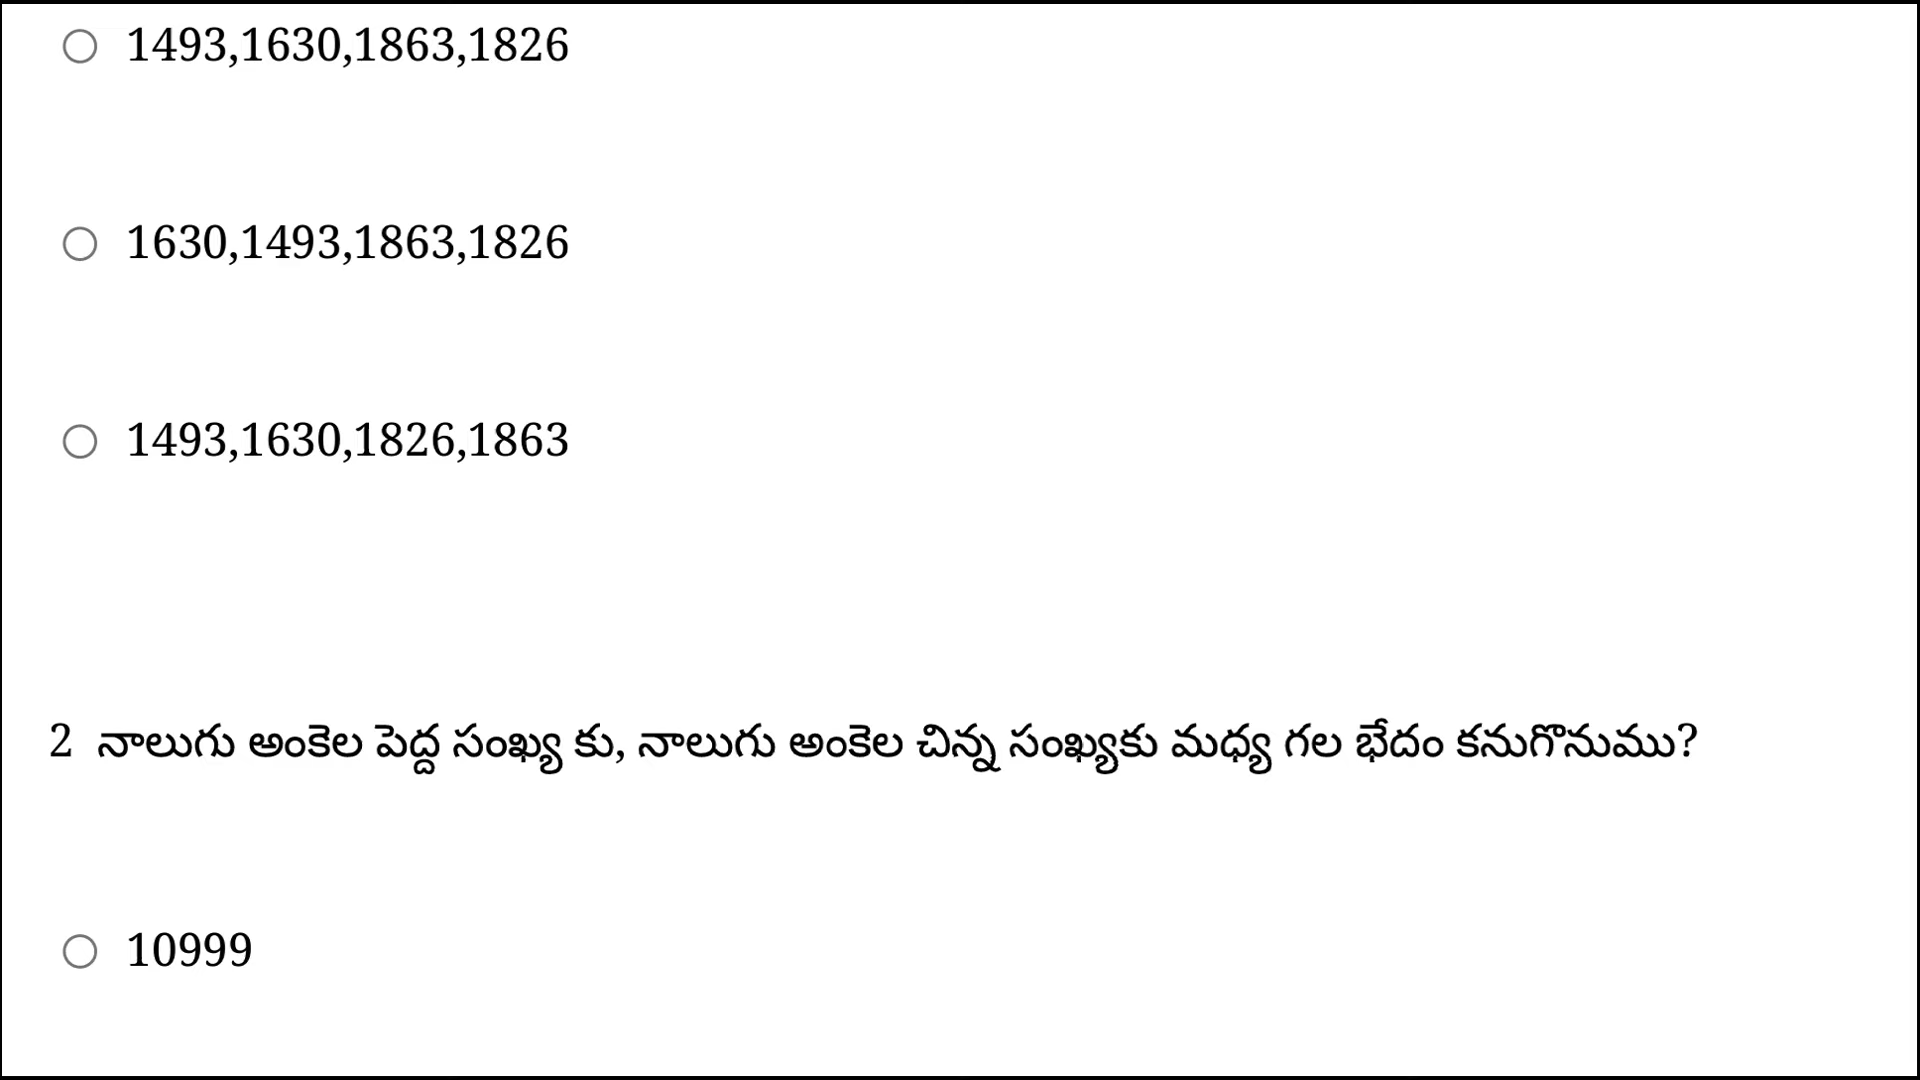 1493,1630,1863,1826
1630,1493,1863,1826
1493,1630,1826,1863
2 నాలుగు అంకెల పెద్ద సంఖ్య కు, నాలుగు అంకెల చిన్న సంఖ్యకు మధ్య గల భేదం కనుగొనుము?
10999